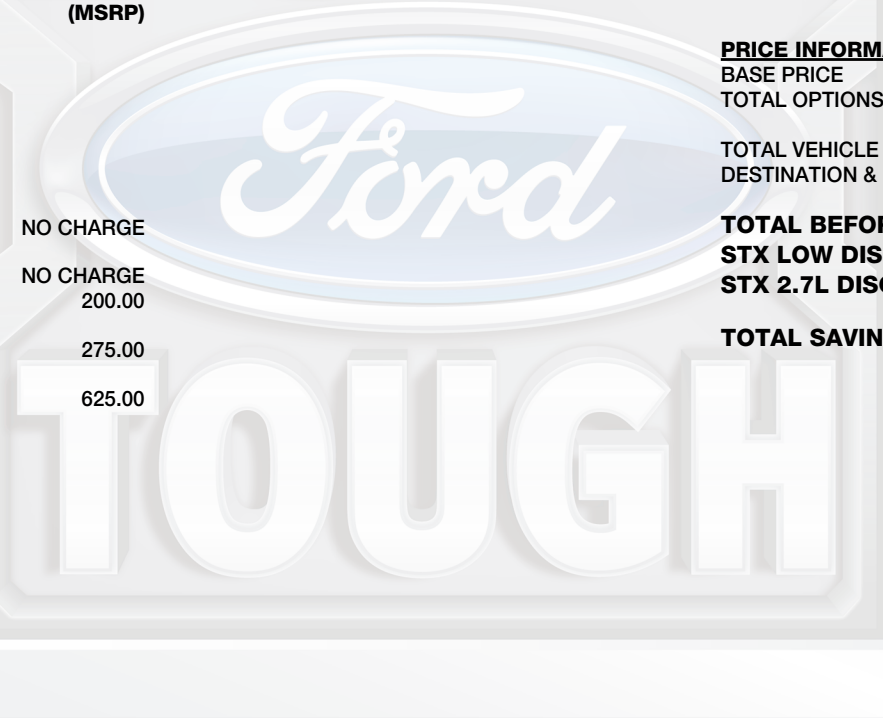 (MSRP)
NO CHARGE
NO CHARGE
200.00
275.00
625.00
PRICE INFORMA
BASE PRICE
TOTAL OPTIONS
TOTAL VEHICLE
DESTINATION &
TOTAL BEFOR
STX LOW DIS
STX 2.7L DISC
TOTAL SAVIN
Ford
TOUGH